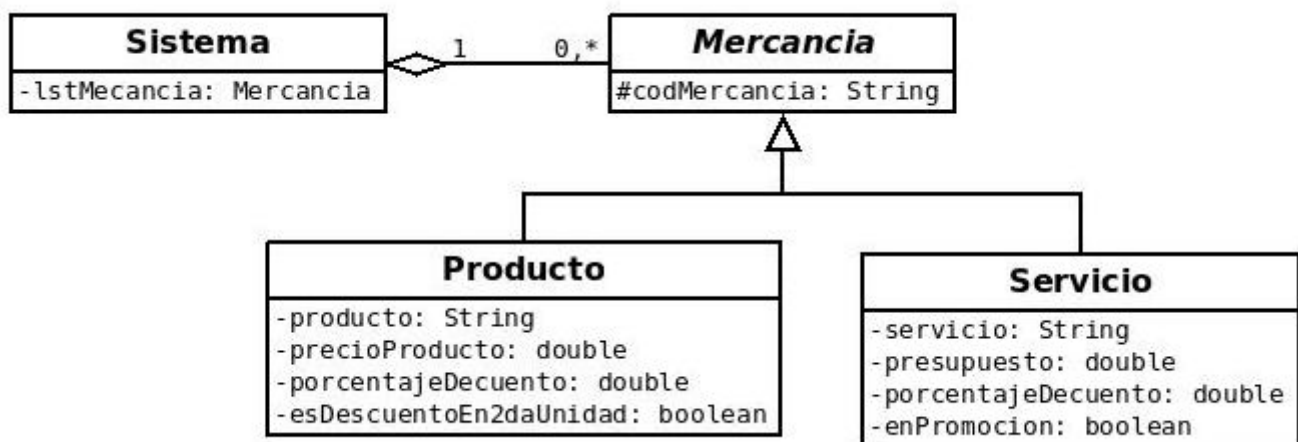 Sistema
-lstMecancia: Mercancia
1
0,*
Mercancia
#codMercancia: String
Producto
-producto: String
-precioProducto: double
-porcentajeDecuento: double
-esDescuentoEn2daUnidad: boolean
Servicio
-servicio: String
-presupuesto: double
-porcentajeDecuento: double
-enPromocion: boolean